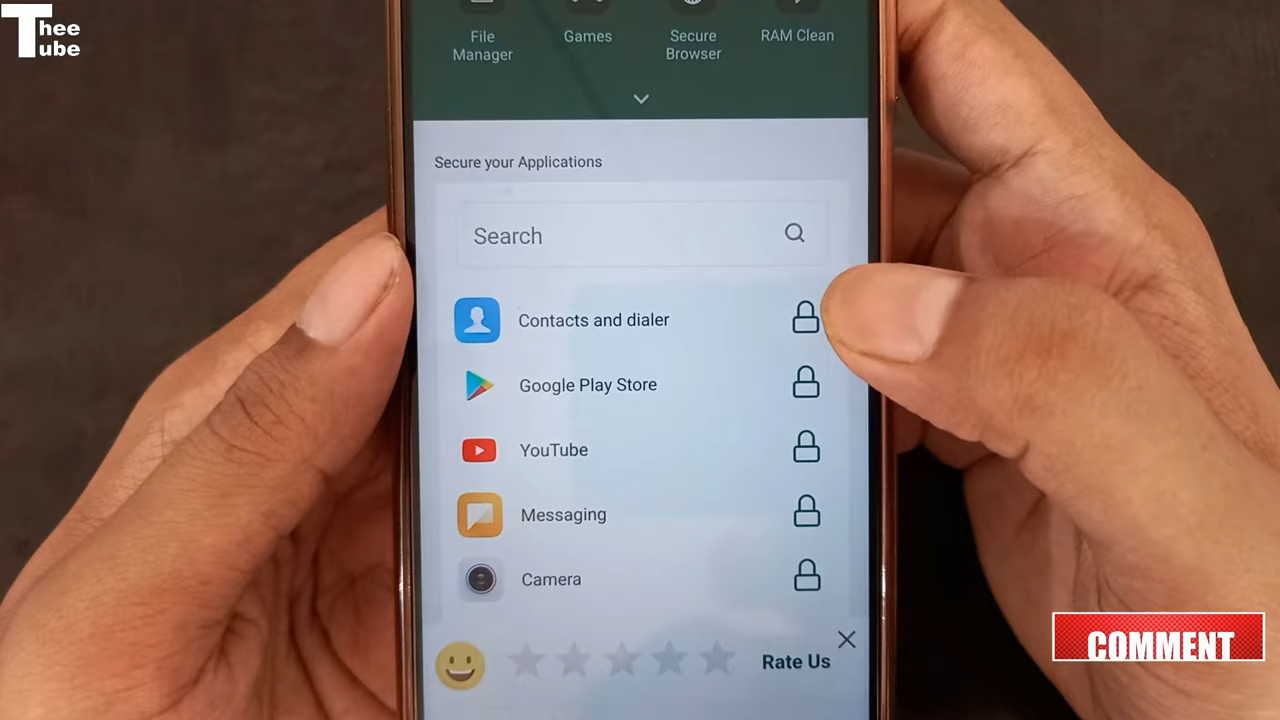 Thee
Tube
File
Manager
Games
Secure
Browser
RAM Clean
Secure your Applications
Search
Contacts and dialer
Google Play Store
YouTube
Messaging
Camera
Rate Us
COMMENT